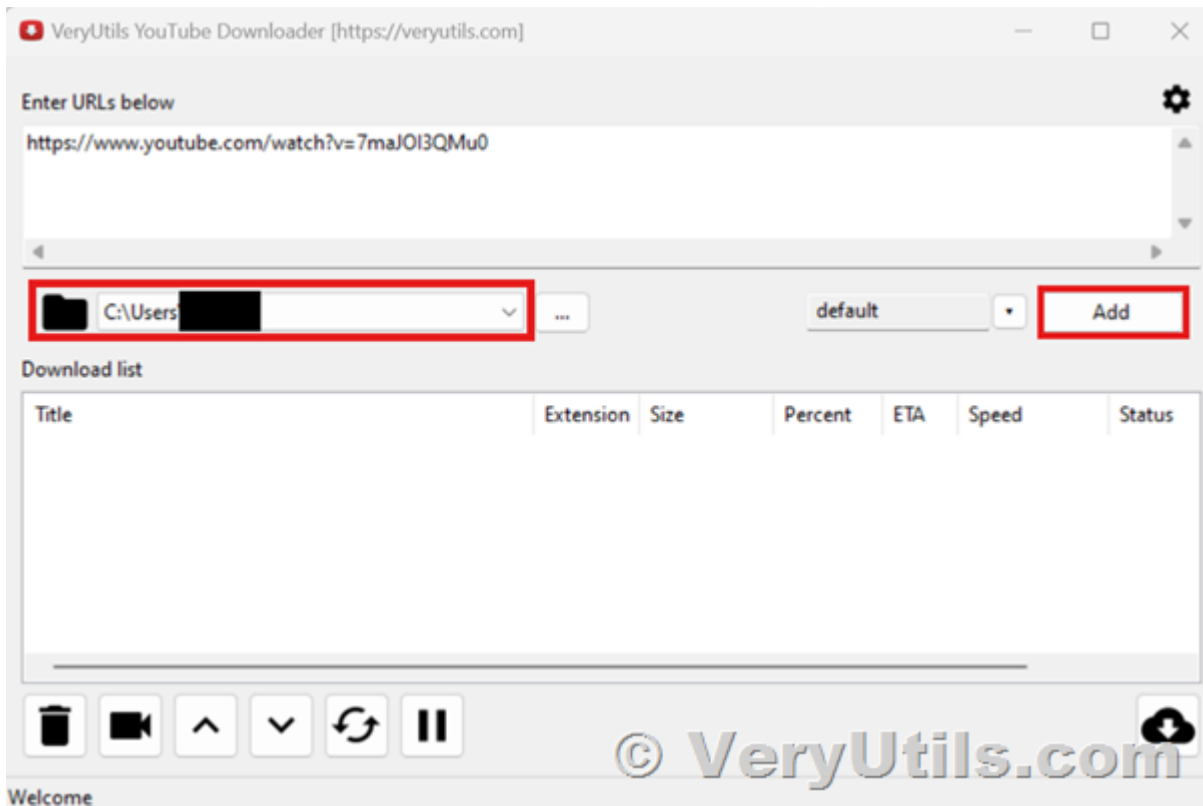 VeryUtils YouTube Downloader [https://veryutils.com]
Enter URLs below
https://www.youtube.com/watch?v=7maJOI3QMu0
C:\Users\
...
default
Add
Download list
Title Extension Size Percent ETA Speed Status
© VeryUtils.com
Welcome